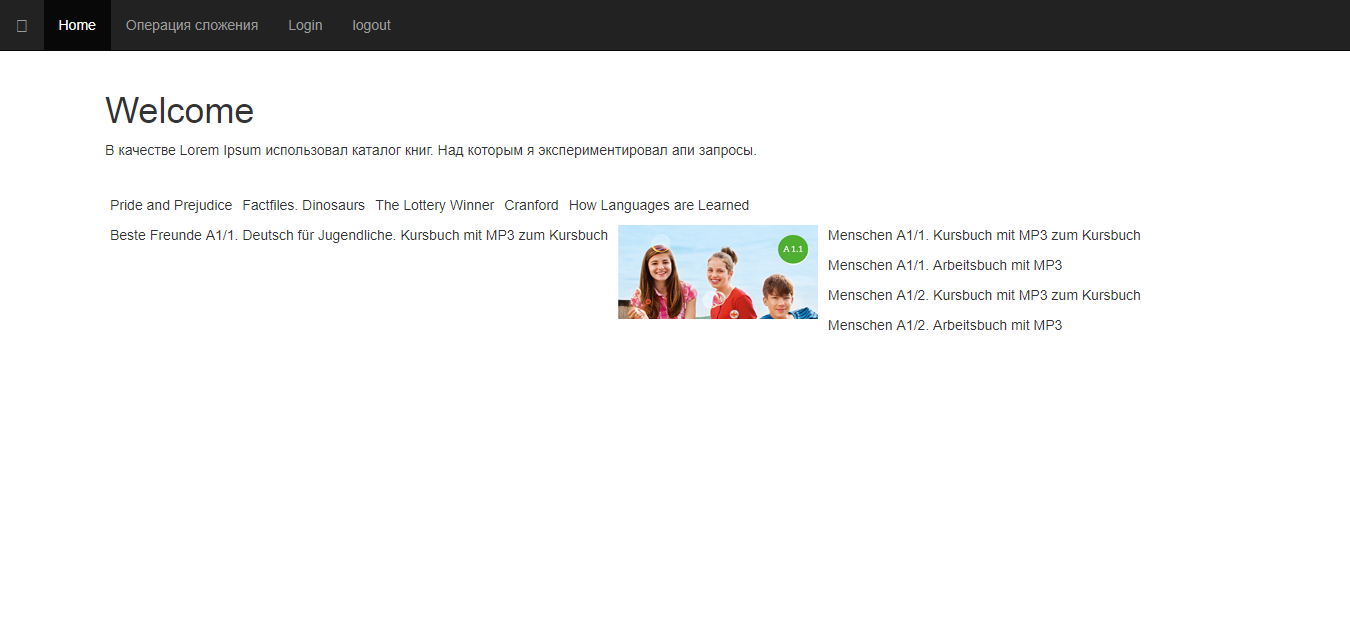 Home Операция сложения Login logout
Welcome
В качестве Lorem Ipsum использовал каталог книг. Над которым я экспериментировал апи запросы.
Pride and Prejudice Factfiles. Dinosaurs The Lottery Winner Cranford How Languages are Learned
Beste Freunde A1/1. Deutsch für Jugendliche. Kursbuch mit MP3 zum Kursbuch
A 1.1
Menschen A1/1. Kursbuch mit MP3 zum Kursbuch
Menschen A1/1. Arbeitsbuch mit MP3
Menschen A1/2. Kursbuch mit MP3 zum Kursbuch
Menschen A1/2. Arbeitsbuch mit MP3